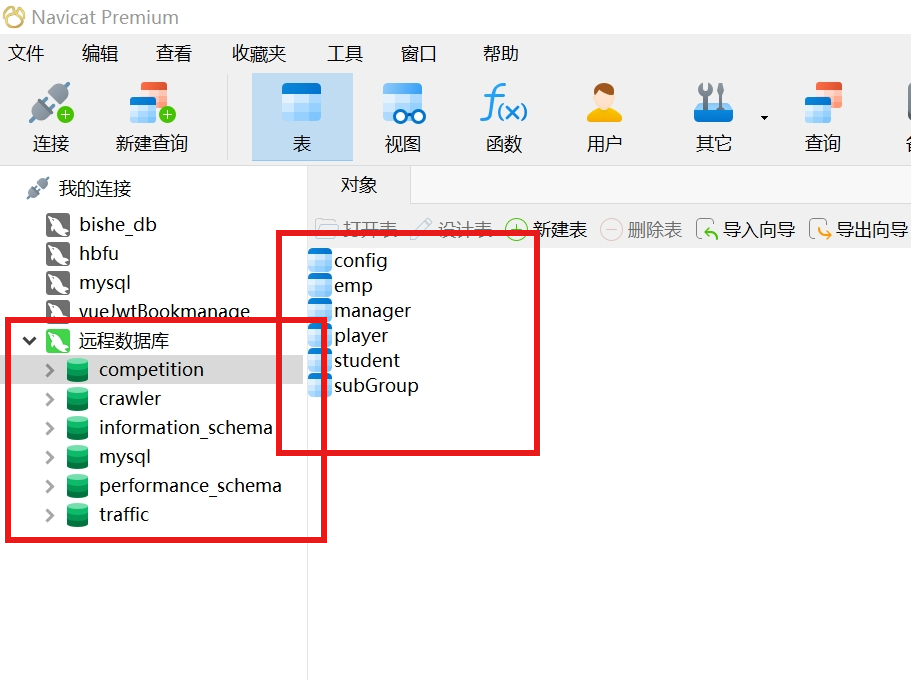 Navicat Premium
文件 编辑 查看 收藏夹 工具 窗口 帮助
连接 新建查询 表 视图 函数 用户 其它 查询
我的连接
对象
bishe_db
打开表 设计表 新建表 删除表 导入向导 导出向导
hbfu
mysql
vueJwtBookmanage
远程数据库
competition
crawler
information_schema
mysql
performance_schema
traffic
config
emp
manager
player
student
subGroup